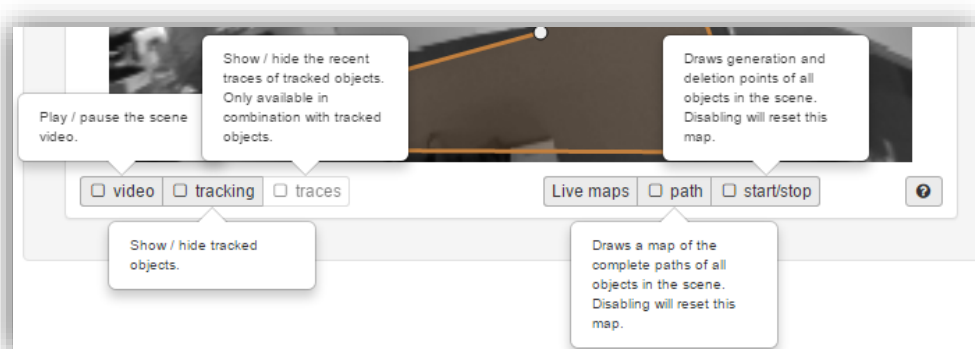 Show / hide the recent
traces of tracked objects.
Only available in
combination with tracked
objects.
Draws generation and
deletion points of all
objects in the scene.
Disabling will reset this
map.
Play / pause the scene
video.
video
tracking
traces
Live maps
path
start/stop
?
Show / hide tracked
objects.
Draws a map of the
complete paths of all
objects in the scene.
Disabling will reset this
map.